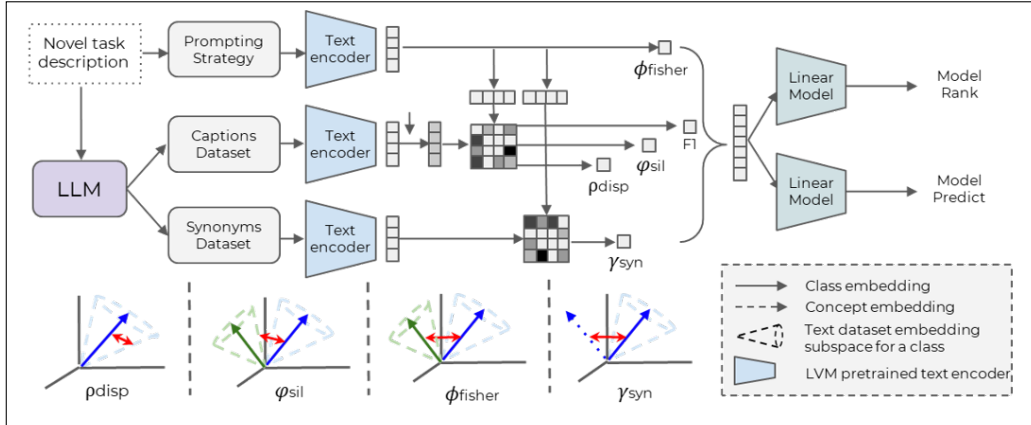 Novel task
description
Prompting
Strategy
Text
encoder
ϕfisher
LLM
Captions
Dataset
Text
encoder
F1
φsil
ρdisp
Synonyms
Dataset
Text
encoder
γsyn
Linear
Model
Model
Rank
Linear
Model
Model
Predict
Class embedding
Concept embedding
Text dataset embedding
subspace for a class
LVM pretrained text encoder
ρdisp
φsil
ϕfisher
γsyn